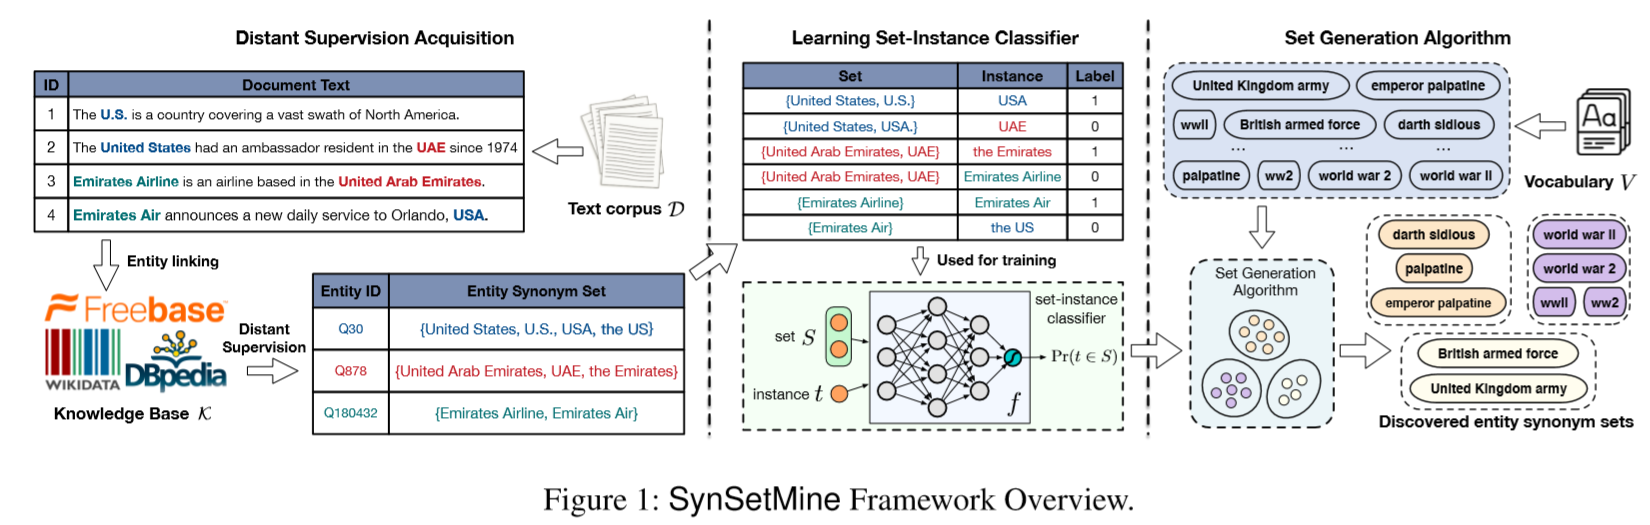 Distant Supervision Acquisition
ID Document Text
1 The U.S. is a country covering a vast swath of North America.
2 The United States had an ambassador resident in the UAE since 1974
3 Emirates Airline is an airline based in the United Arab Emirates.
4 Emirates Air announces a new daily service to Orlando, USA.
Text corpus 𝒟
Entity linking
Freebase
WIKIDATA
DBpedia
Knowledge Base 𝒦
Distant
Supervision
Entity ID Entity Synonym Set
Q30 {United States, U.S., USA, the US}
Q878 {United Arab Emirates, UAE, the Emirates}
Q180432 {Emirates Airline, Emirates Air}
Learning Set-Instance Classifier
Set Instance Label
{United States, U.S.} USA 1
{United States, USA.} UAE 0
{United Arab Emirates, UAE} the Emirates 1
{United Arab Emirates, UAE} Emirates Airline 0
{Emirates Airline} Emirates Air 1
{Emirates Air} the US 0
Used for training
set S
instance t
f
set-instance
classifier
Pr(t ∈ S)
Set Generation Algorithm
United Kingdom army emperor palpatine
wwII British armed force darth sidious
... ... ...
palpatine ww2 world war 2 world war II
Aa
Vocabulary V
Set Generation
Algorithm
darth sidious
palpatine
emperor palpatine
world war II
world war 2
wwII ww2
British armed force
United Kingdom army
Discovered entity synonym sets
Figure 1: SynSetMine Framework Overview.